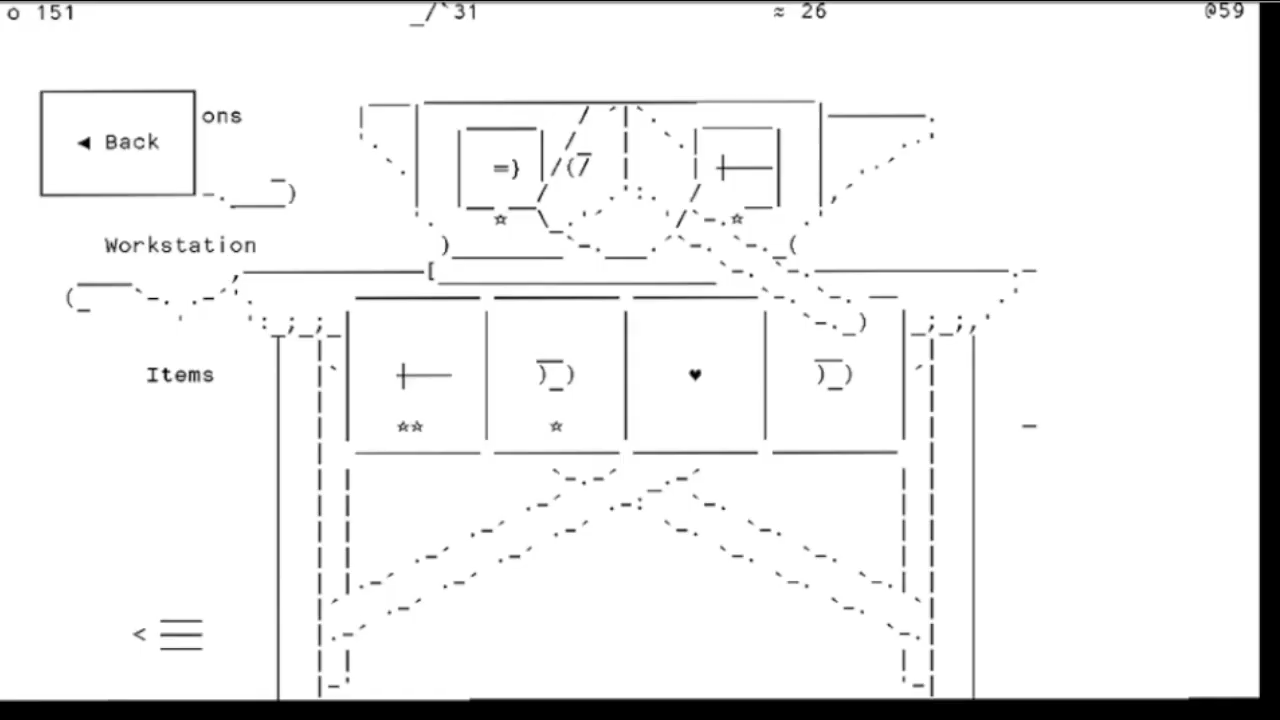 o 151 _/`31 ≈ 26 @59
ons
◄ Back
=}
☆ ☆
Workstation
Items ♥
☆☆ ☆
<